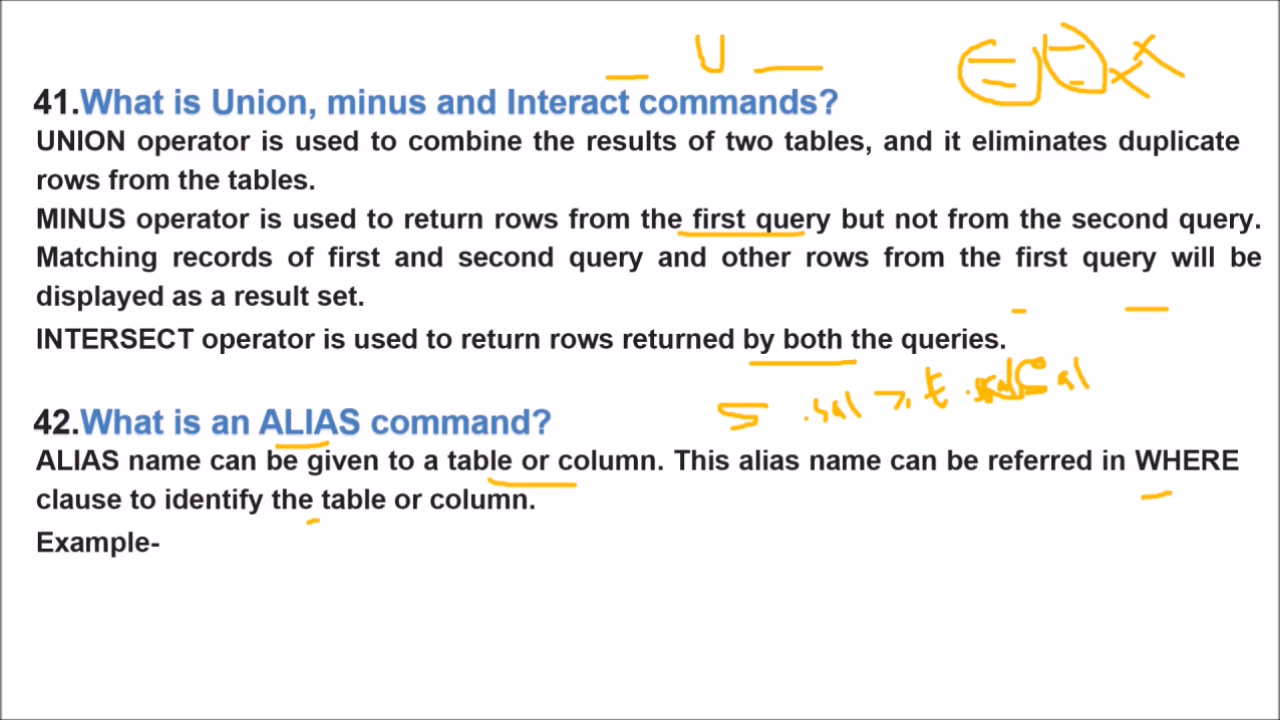 U
41.What is Union, minus and Interact commands?
UNION operator is used to combine the results of two tables, and it eliminates duplicate
rows from the tables.
MINUS operator is used to return rows from the first query but not from the second query.
Matching records of first and second query and other rows from the first query will be
displayed as a result set.
INTERSECT operator is used to return rows returned by both the queries.
.sal >
42.What is an ALIAS command?
ALIAS name can be given to a table or column. This alias name can be referred in WHERE
clause to identify the table or column.
Example-